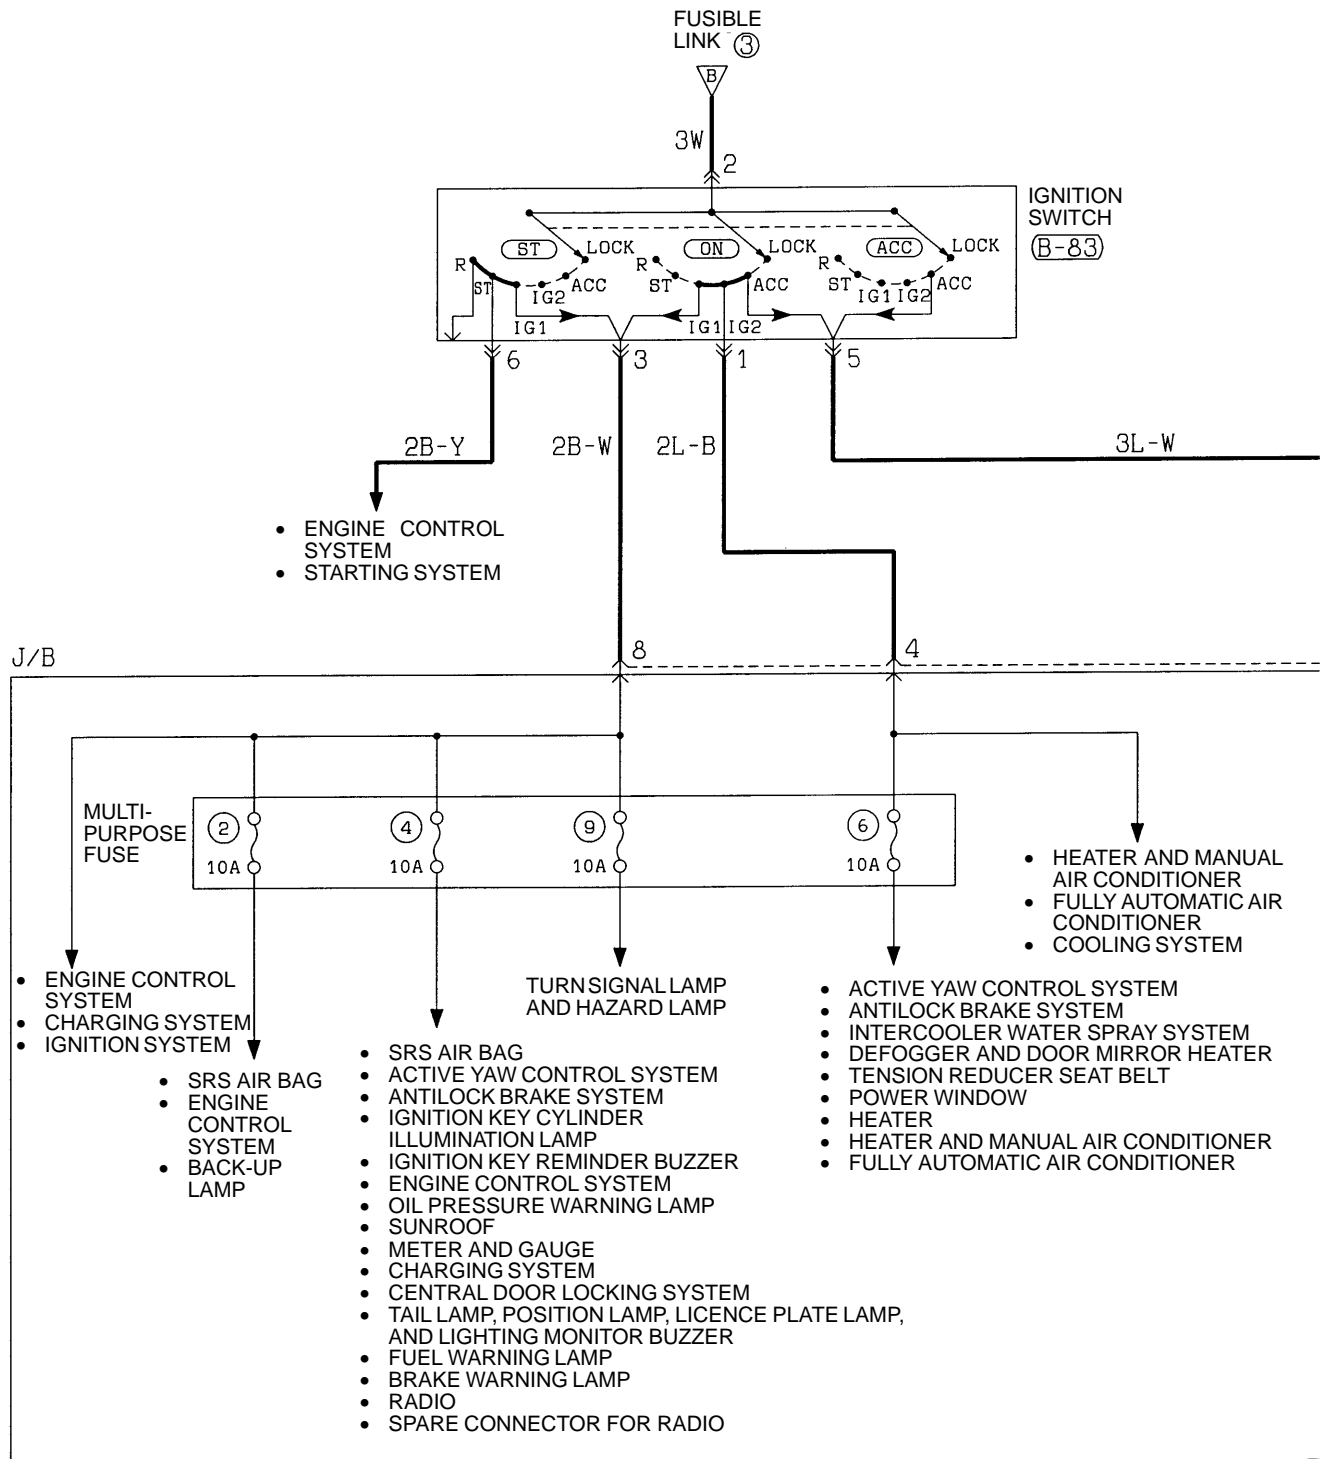 FUSIBLE
LINK ③
B
3W
2
IGNITION
SWITCH
B-83
ST
LOCK
ON
LOCK
ACC
LOCK
R
ST
IG1
IG2
ACC
R
ST
IG1
IG2
ACC
R
ST
IG1
IG2
ACC
6
3
1
5
2B-Y
2B-W
2L-B
3L-W
• ENGINE CONTROL
SYSTEM
• STARTING SYSTEM
J/B
8
4
MULTI-
PURPOSE
FUSE
②
10A
④
10A
⑨
10A
⑥
10A
• HEATER AND MANUAL
AIR CONDITIONER
• FULLY AUTOMATIC AIR
CONDITIONER
• COOLING SYSTEM
• ENGINE CONTROL
SYSTEM
• CHARGING SYSTEM
• IGNITION SYSTEM
• SRS AIR BAG
• ENGINE
CONTROL
SYSTEM
• BACK-UP
LAMP
• SRS AIR BAG
• ACTIVE YAW CONTROL SYSTEM
• ANTILOCK BRAKE SYSTEM
• IGNITION KEY CYLINDER
ILLUMINATION LAMP
• IGNITION KEY REMINDER BUZZER
• ENGINE CONTROL SYSTEM
• OIL PRESSURE WARNING LAMP
• SUNROOF
• METER AND GAUGE
• CHARGING SYSTEM
• CENTRAL DOOR LOCKING SYSTEM
• TAIL LAMP, POSITION LAMP, LICENCE PLATE LAMP,
AND LIGHTING MONITOR BUZZER
• FUEL WARNING LAMP
• BRAKE WARNING LAMP
• RADIO
• SPARE CONNECTOR FOR RADIO
TURN SIGNAL LAMP
AND HAZARD LAMP
• ACTIVE YAW CONTROL SYSTEM
• ANTILOCK BRAKE SYSTEM
• INTERCOOLER WATER SPRAY SYSTEM
• DEFOGGER AND DOOR MIRROR HEATER
• TENSION REDUCER SEAT BELT
• POWER WINDOW
• HEATER
• HEATER AND MANUAL AIR CONDITIONER
• FULLY AUTOMATIC AIR CONDITIONER